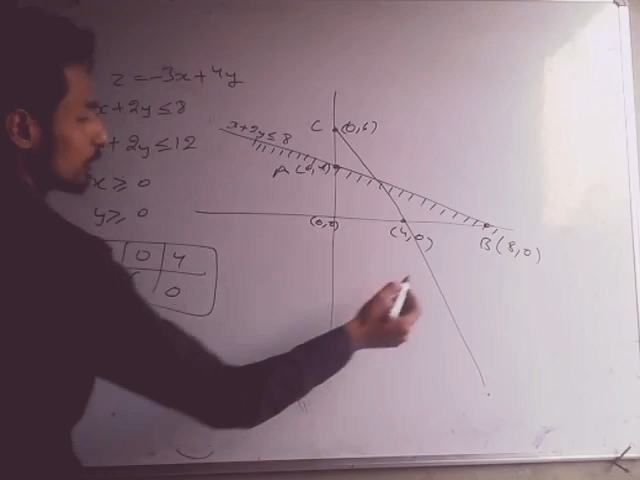 z = -3x + 4y
x + 2y ≤ 8
+ 2y ≤ 12
x ≥ 0
y ≥ 0
0 4
0
x+2y ≤ 8
C (0,6)
A (0,4)
(0,0)
(4,0)
B (8,0)